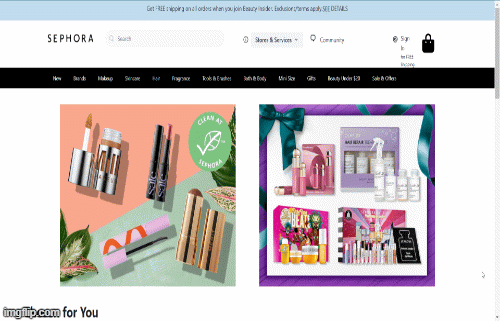 Get FREE shipping on all orders when you join Beauty Insider. Exclusions/terms apply. SEE DETAILS
SEPHORA
Search
Stores & Services
Community
Sign
In
for FREE
shipping
New Brands Makeup Skincare Hair Fragrance Tools & Brushes Bath & Body Mini Size Gifts Beauty Under $20 Sale & Offers
CLEAN AT
SEPHORA
HAIR REPAIR
for You
imgflip.com